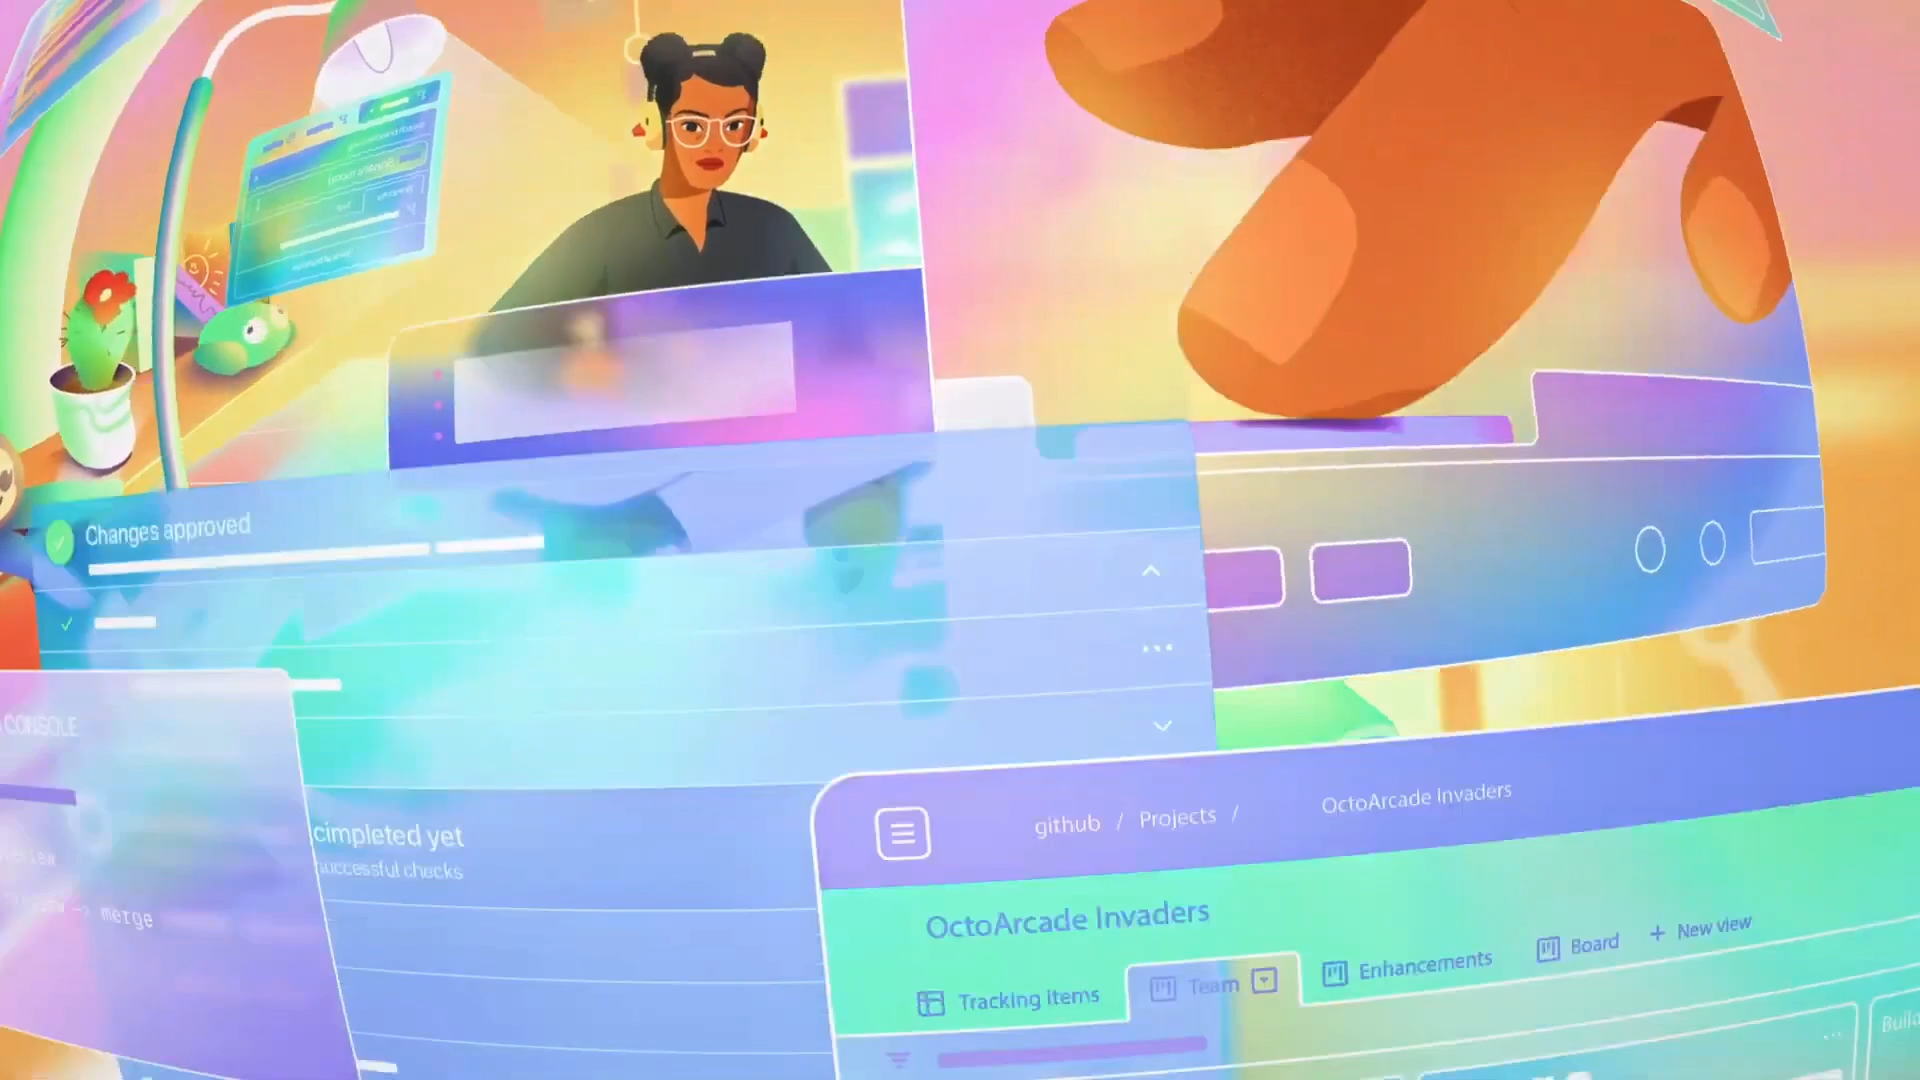 Changes approved
CONSOLE
cimpleted yet
successful checks
merge
github / Projects / OctoArcade Invaders
OctoArcade Invaders
Tracking items
Team
Enhancements
Board
+ New view